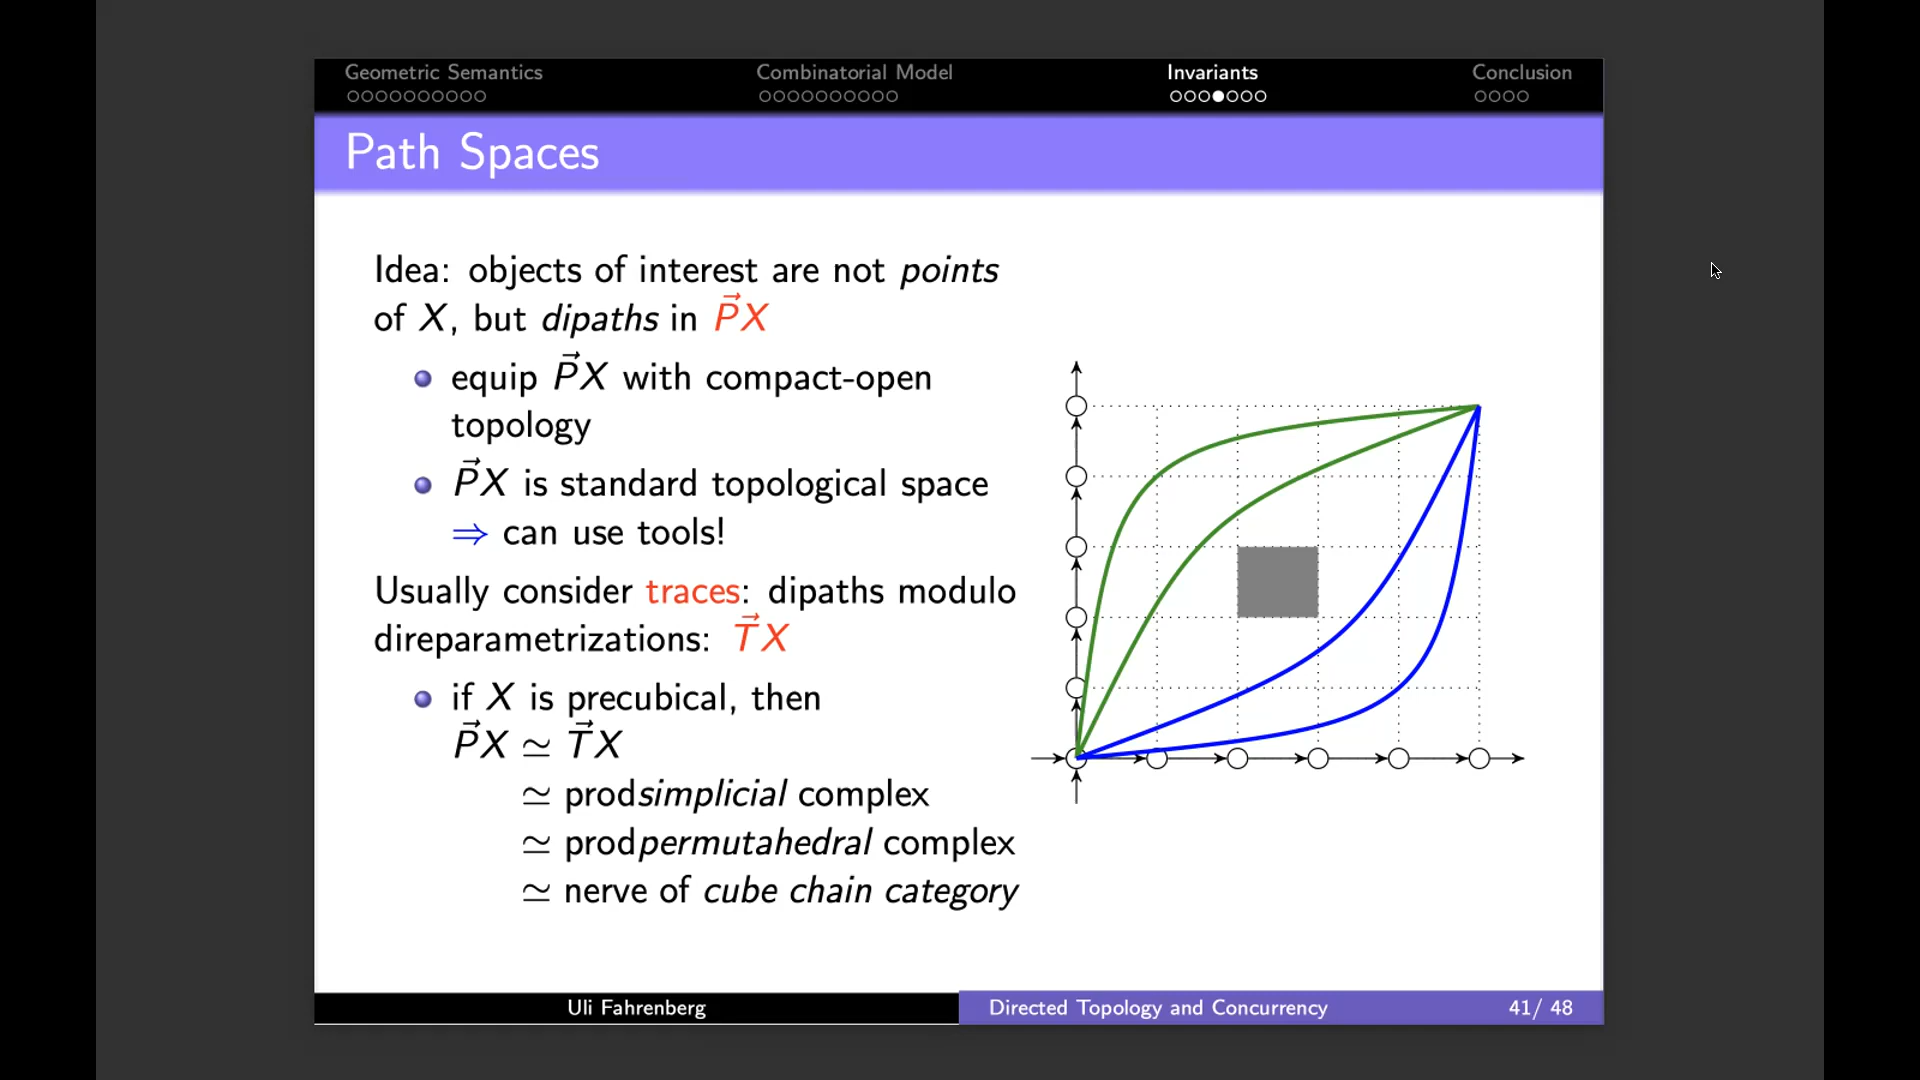 Geometric Semantics
Combinatorial Model
Invariants
Conclusion
Path Spaces
Idea: objects of interest are not points
of X, but dipaths in P⃗X
equip P⃗X with compact-open
topology
P⃗X is standard topological space
⇒ can use tools!
Usually consider traces: dipaths modulo
direparametrizations: T⃗X
if X is precubical, then
P⃗X ≃ T⃗X
≃ prodsimplicial complex
≃ prodpermutahedral complex
≃ nerve of cube chain category
Uli Fahrenberg
Directed Topology and Concurrency
41/ 48